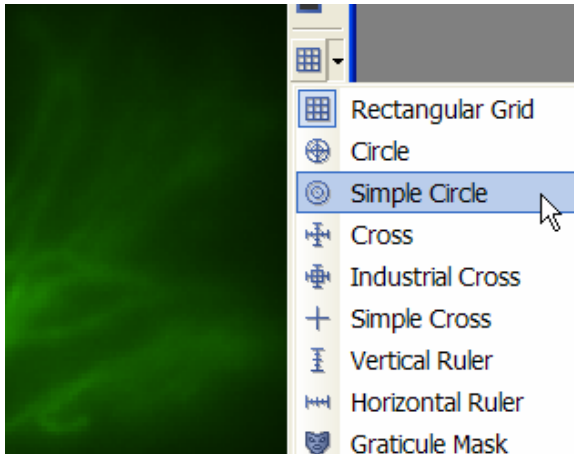 Rectangular Grid
Circle
Simple Circle
Cross
Industrial Cross
Simple Cross
Vertical Ruler
Horizontal Ruler
Graticule Mask